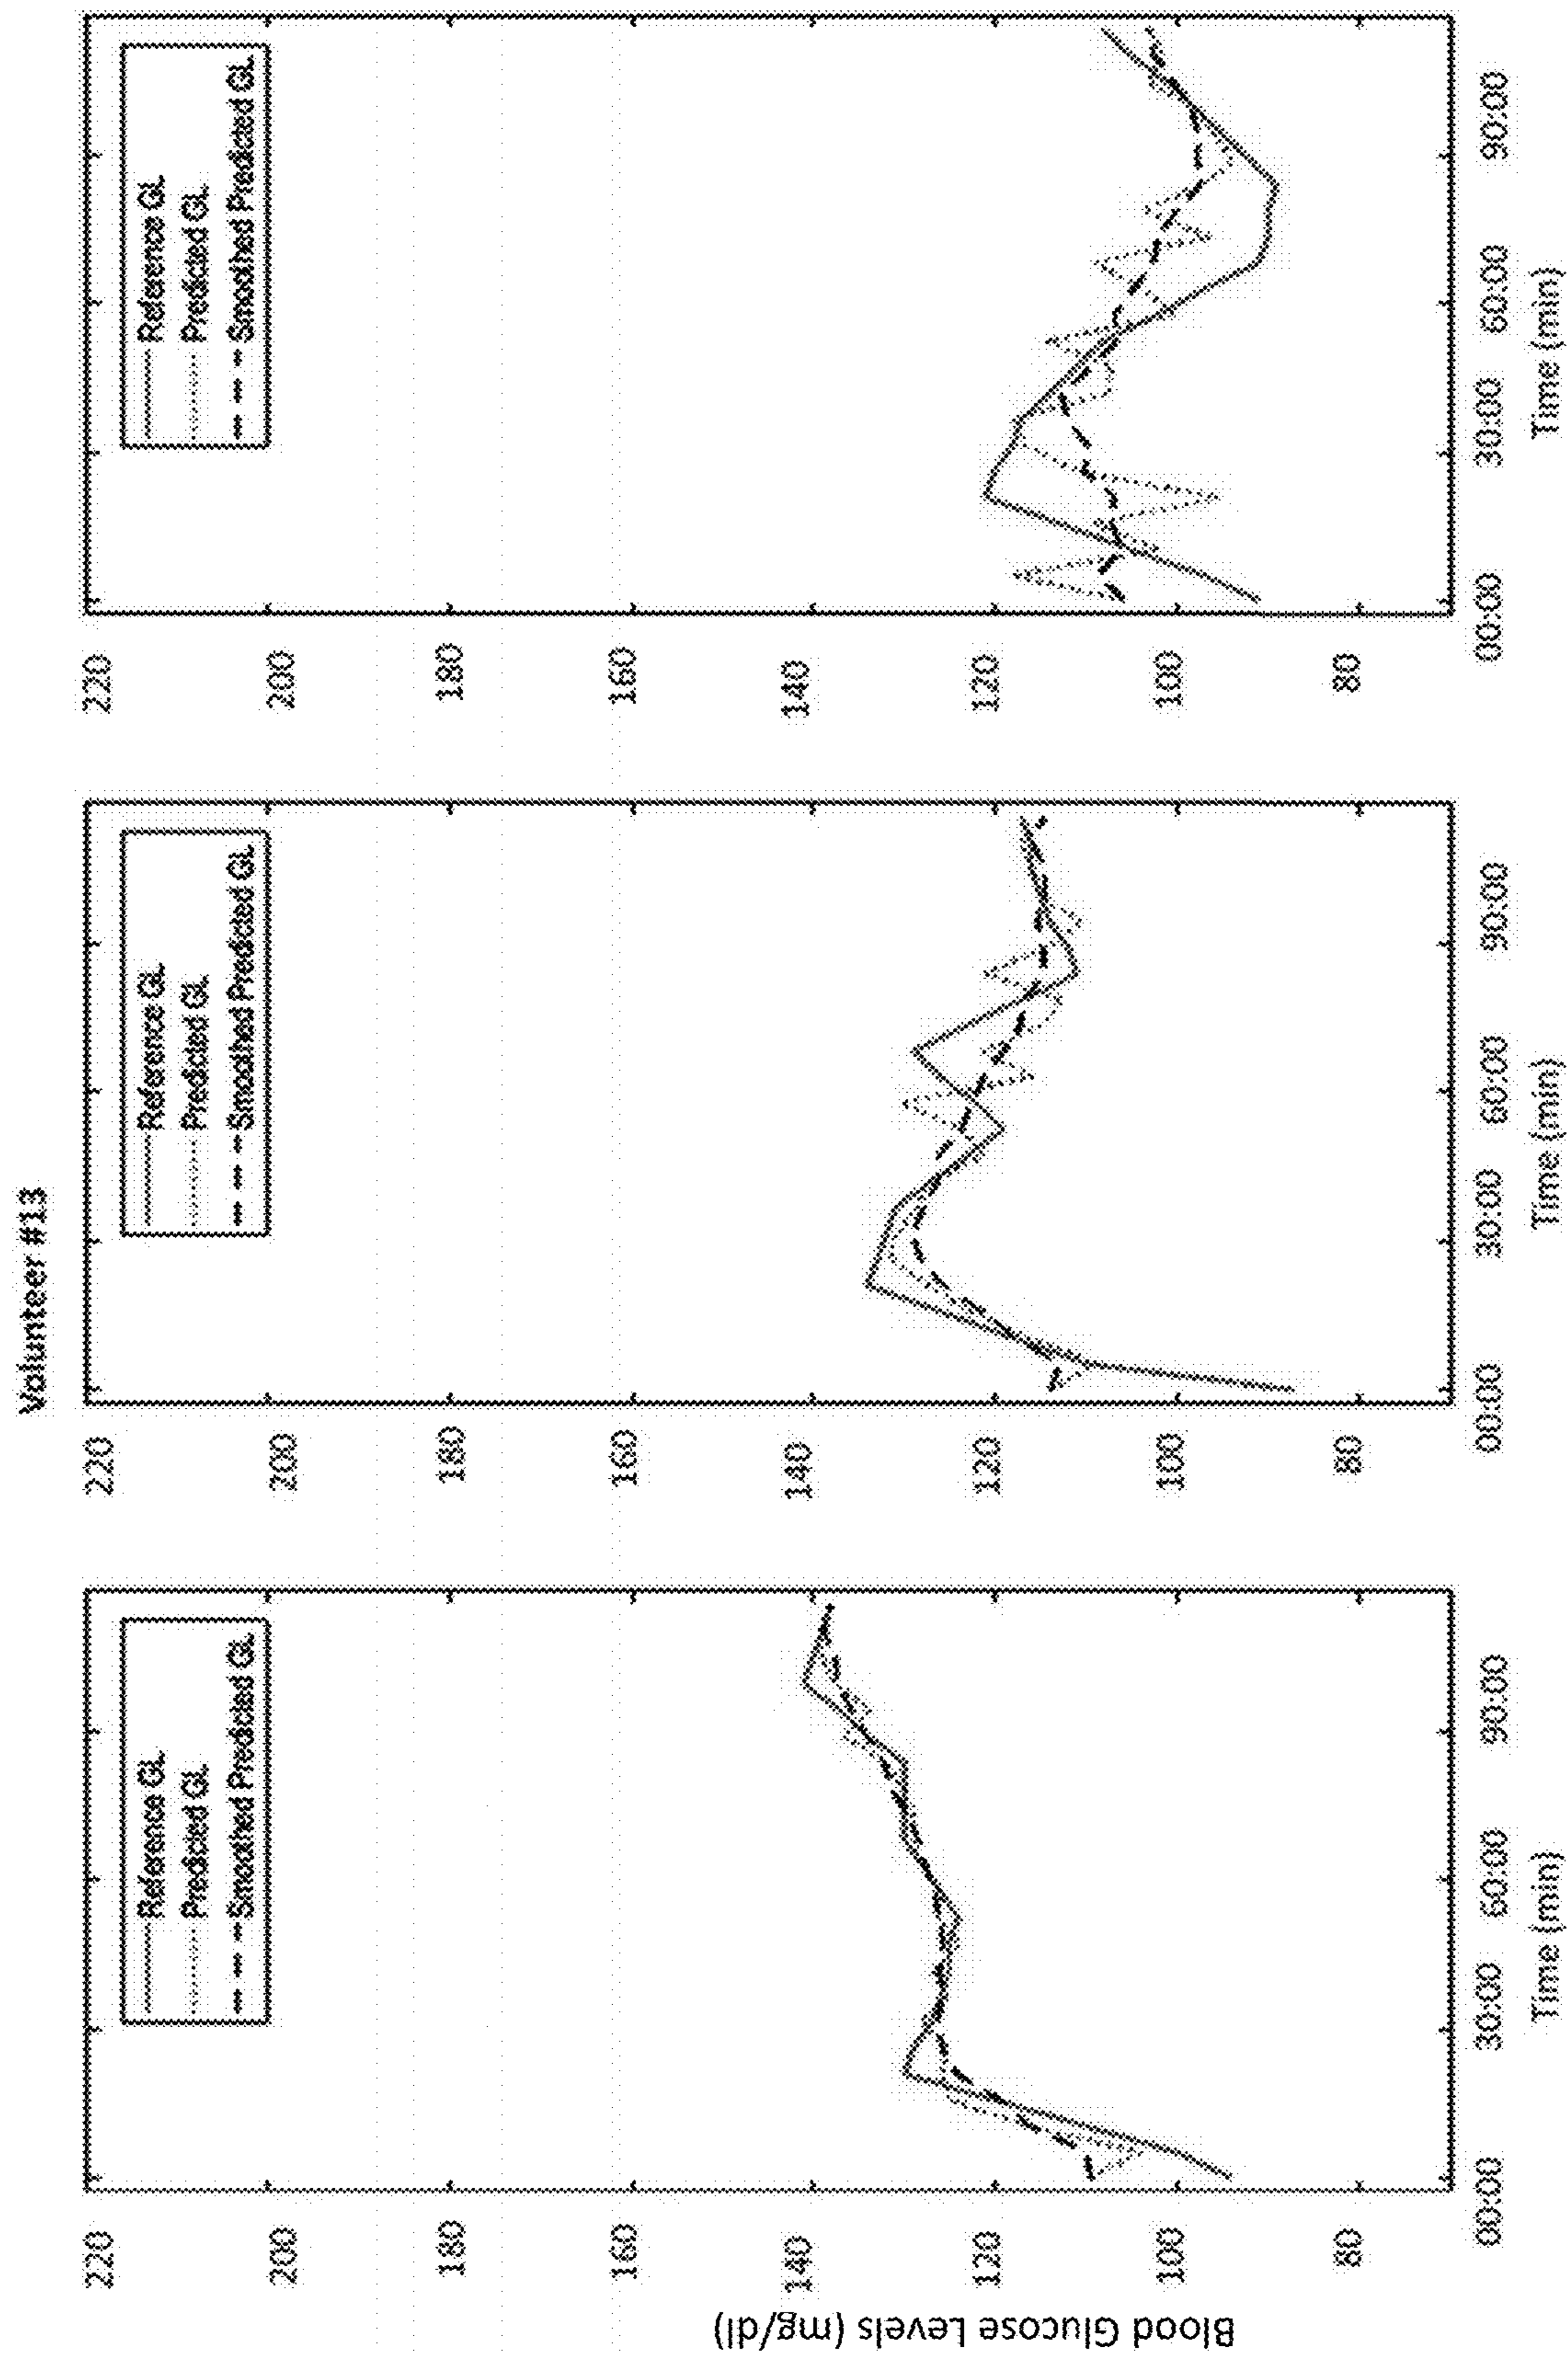 Volunteer #13
Blood Glucose Levels (mg/dl)
220
200
180
160
140
120
100
80
Reference GL
Predicted GL
Smoothed Predicted GL
00:00
30:00
60:00
90:00
Time (min)
220
200
180
160
140
120
100
80
Reference GL
Predicted GL
Smoothed Predicted GL
00:00
30:00
60:00
90:00
Time (min)
220
200
180
160
140
120
100
80
Reference GL
Predicted GL
Smoothed Predicted GL
00:00
30:00
60:00
90:00
Time (min)